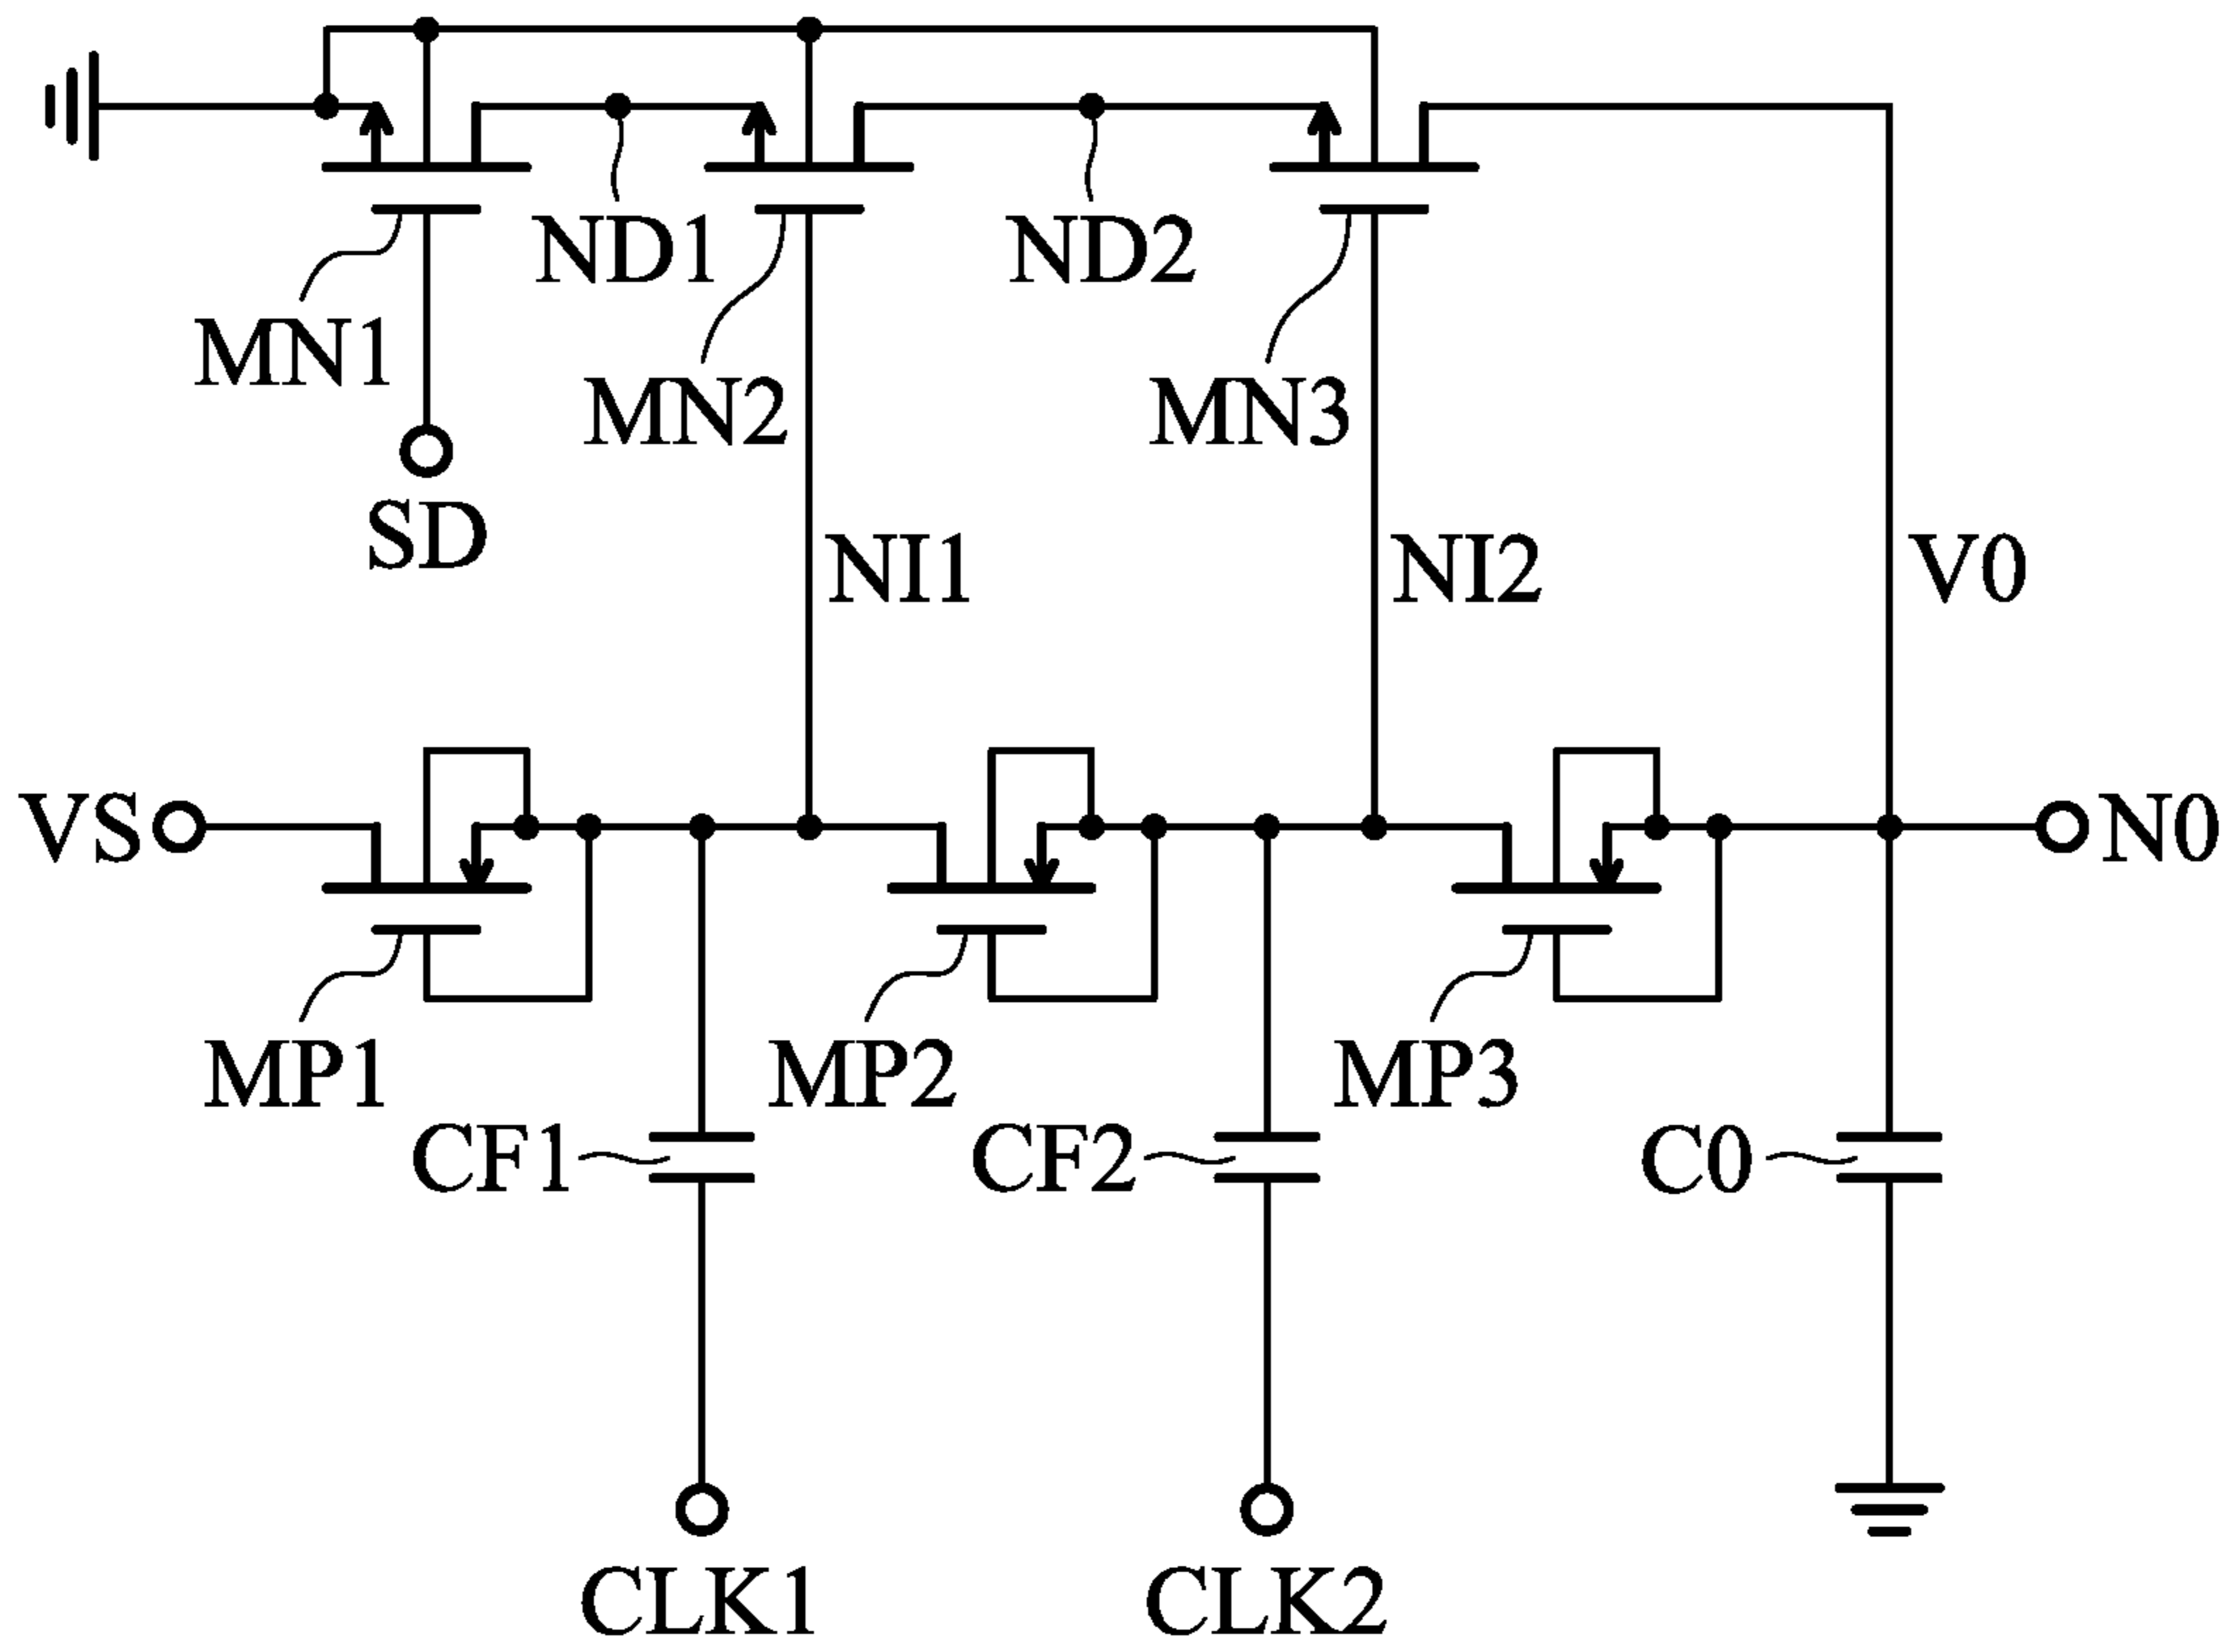 ND1
ND2
MN1
MN2
MN3
SD
NI1
NI2
V0
VS
N0
MP1
MP2
MP3
CF1
CF2
C0
CLK1
CLK2